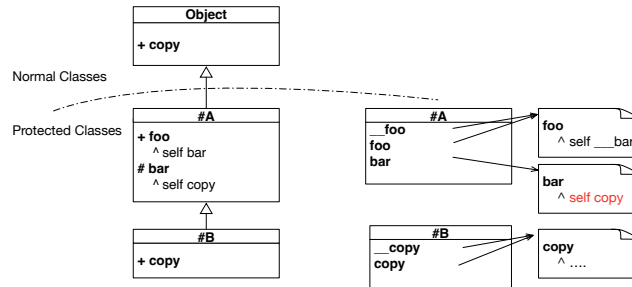 Object
+ copy
Normal Classes
Protected Classes
#A
+ foo
^ self bar
# bar
^ self copy
#B
+ copy
#A
__foo
foo
bar
foo
^ self ___bar
bar
^ self copy
#B
__copy
copy
copy
^ ....